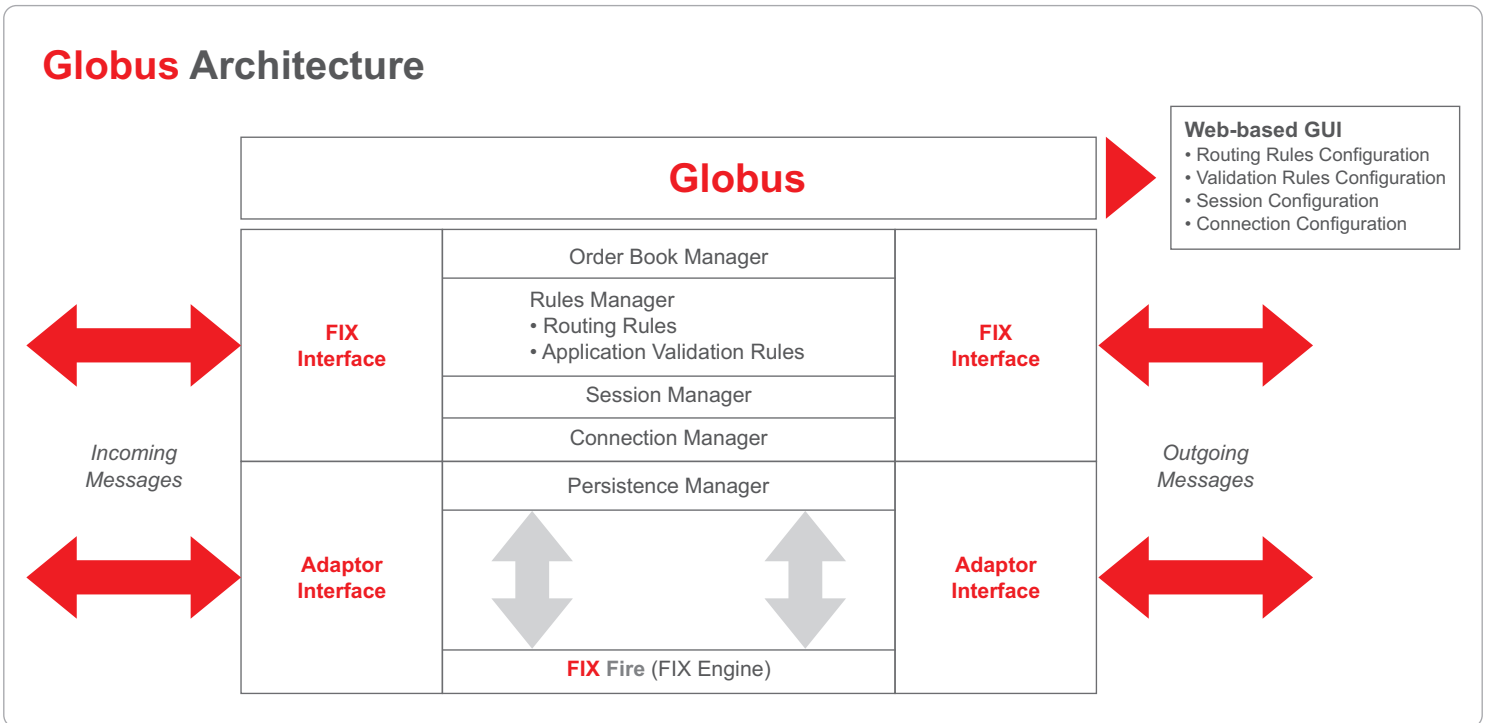 Globus Architecture
Globus
Web-based GUI
• Routing Rules Configuration
• Validation Rules Configuration
• Session Configuration
• Connection Configuration
FIX
Interface
Order Book Manager
Rules Manager
• Routing Rules
• Application Validation Rules
Session Manager
Connection Manager
FIX
Interface
Incoming
Messages
Outgoing
Messages
Adaptor
Interface
Persistence Manager
FIX Fire (FIX Engine)
Adaptor
Interface